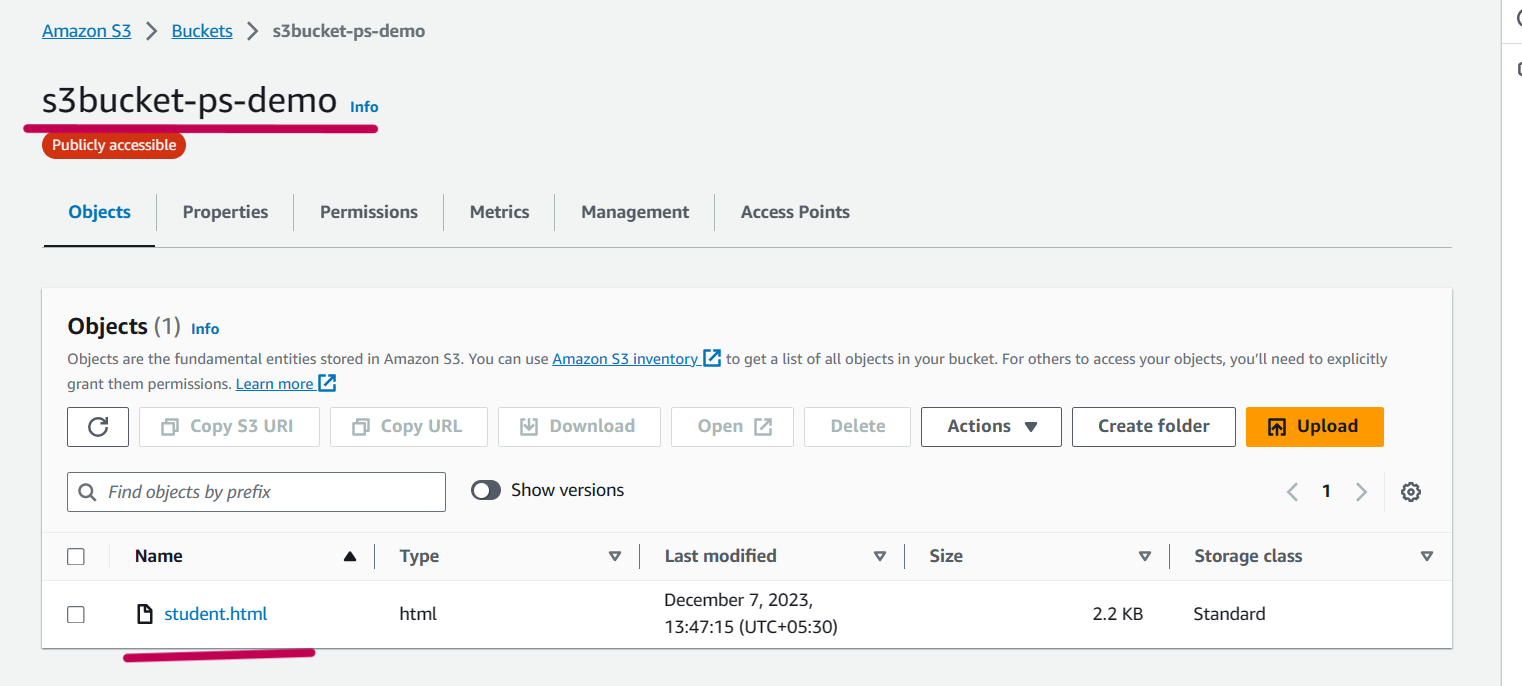 Amazon S3 > Buckets > s3bucket-ps-demo
s3bucket-ps-demo Info
Publicly accessible
Objects Properties Permissions Metrics Management Access Points
Objects (1) Info
Objects are the fundamental entities stored in Amazon S3. You can use Amazon S3 inventory to get a list of all objects in your bucket. For others to access your objects, you'll need to explicitly
grant them permissions. Learn more
Copy S3 URI Copy URL Download Open Delete Actions Create folder Upload
Find objects by prefix Show versions 1
Name Type Last modified Size Storage class
student.html html December 7, 2023, 2.2 KB Standard
13:47:15 (UTC+05:30)